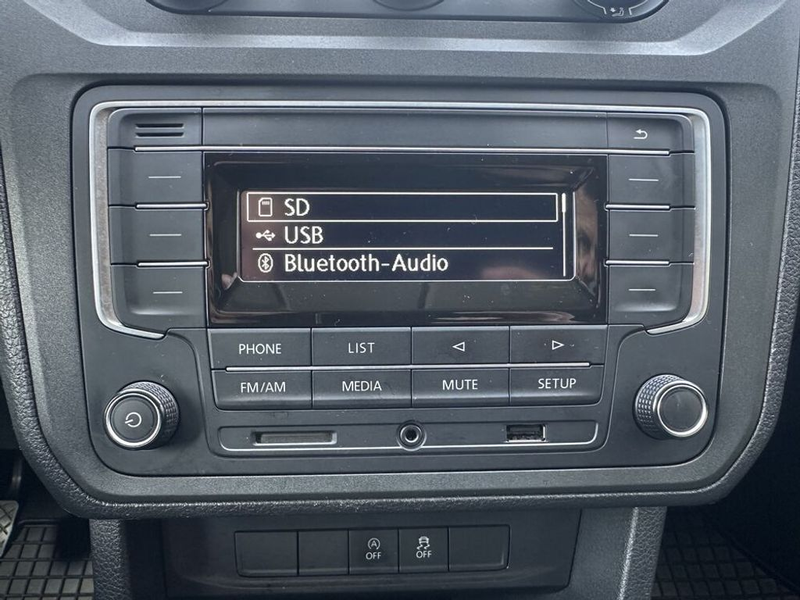 SD
USB
Bluetooth-Audio
PHONE LIST
FM/AM MEDIA MUTE SETUP
A
OFF OFF